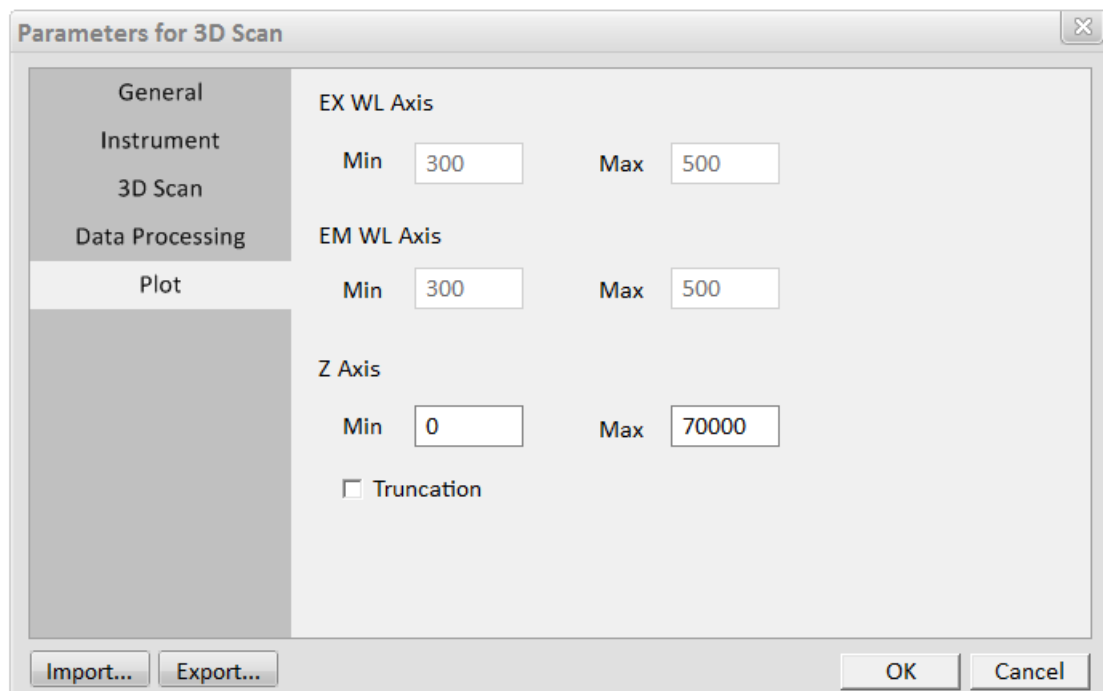 Parameters for 3D Scan
General
Instrument
3D Scan
Data Processing
Plot
EX WL Axis
Min 300 Max 500
EM WL Axis
Min 300 Max 500
Z Axis
Min 0 Max 70000
Truncation
Import... Export... OK Cancel